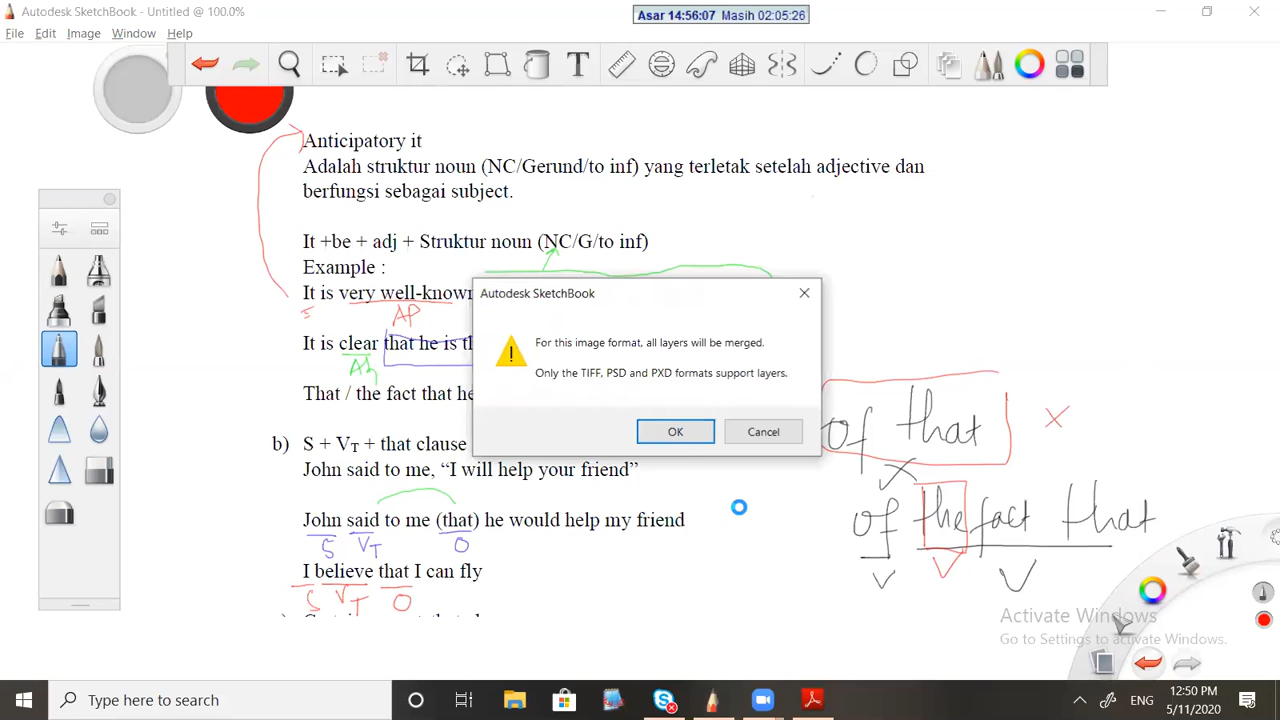 Autodesk SketchBook - Untitled @ 100.0%
Asar 14:56:07 Masih 02:05:26
File Edit Image Window Help
Anticipatory it
Adalah struktur noun (NC/Gerund/to inf) yang terletak setelah adjective dan
berfungsi sebagai subject.
It +be + adj + Struktur noun (NC/G/to inf)
Example :
It is very well-known
S AP
It is clear that he is th
Autodesk SketchBook
For this image format, all layers will be merged.
Only the TIFF, PSD and PXD formats support layers.
OK Cancel
That / the fact that he
of that x
b) S + VT + that clause
John said to me, “I will help your friend”
John said to me (that) he would help my friend
S VT O
of the fact that
I believe that I can fly
S VT O
Activate Windows
Go to Settings to activate Windows.
Type here to search
ENG
12:50 PM
5/11/2020